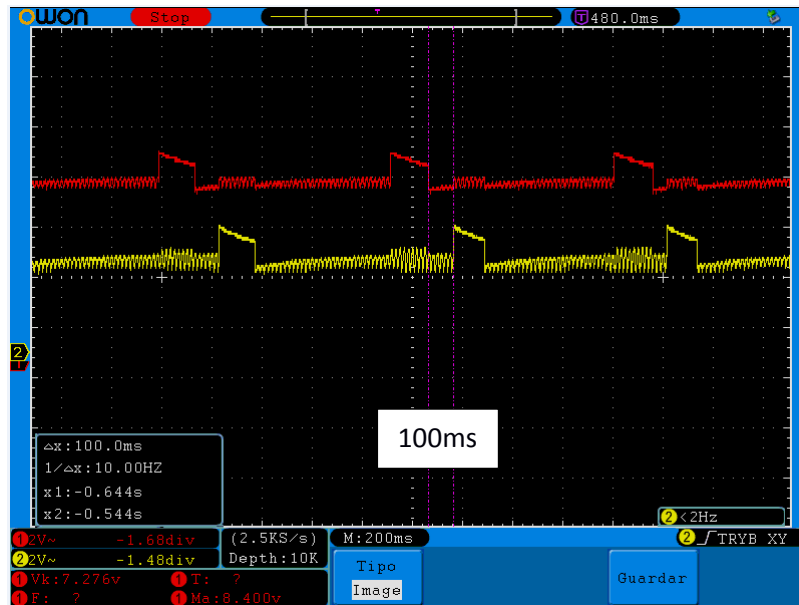 OWON Stop T 480.0ms
2
100ms
△x:100.0ms
1/△x:10.00HZ
x1:-0.644s
x2:-0.544s
2 <2Hz
1 2V~ -1.68div (2.5KS/s) M:200ms 2 TRYB XY
2 2V~ -1.48div Depth:10K
1 Vk:7.276v 1 T: ?
1 F: ? 1 Ma:8.400v
Tipo
Image
Guardar